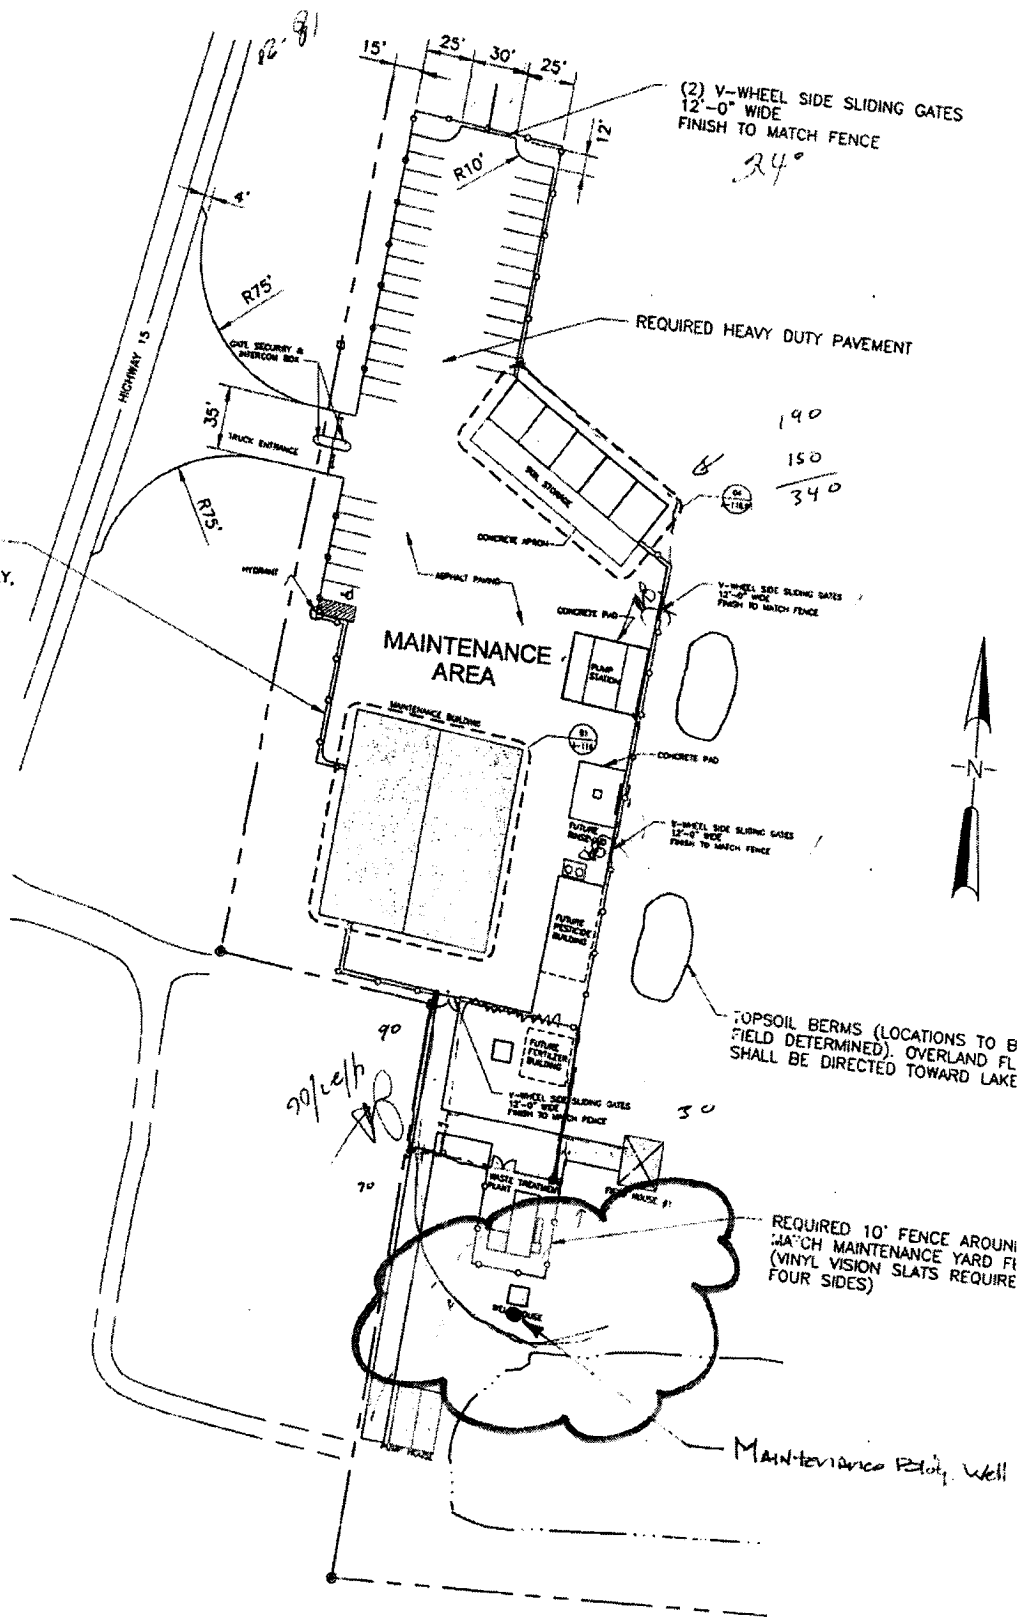 15'
25'
30'
25'
(2) V-WHEEL SIDE SLIDING GATES
12'-0" WIDE
FINISH TO MATCH FENCE
24'
12'
R10'
4'
R75'
HIGHWAY 15
GATE SECURITY &
INTERCOM BOX
REQUIRED HEAVY DUTY PAVEMENT
35'
TRUCK ENTRANCE
190
150
340
SOIL STORAGE
R75'
CONCRETE APRON
Y.
HYDRANT
ASPHALT PAVING
V-WHEEL SIDE SLIDING GATES
12'-0" WIDE
FINISH TO MATCH FENCE
CONCRETE PAD
MAINTENANCE
AREA
PUMP
STATION
MAINTENANCE BUILDING
CONCRETE PAD
N
FUTURE
V-WHEEL SIDE SLIDING GATES
12'-0" WIDE
FINISH TO MATCH FENCE
FUTURE
PESTICIDE
BUILDING
TOPSOIL BERMS (LOCATIONS TO B
FIELD DETERMINED). OVERLAND FL
SHALL BE DIRECTED TOWARD LAKE
90
FUTURE
FERTILIZER
BUILDING
V-WHEEL SIDE SLIDING GATES
12'-0" WIDE
FINISH TO MATCH FENCE
30
70
WASTE TREATMENT
PLANT
HOUSE #1
REQUIRED 10' FENCE AROUN
MATCH MAINTENANCE YARD F
(VINYL VISION SLATS REQUIRE
FOUR SIDES)
PUMP HOUSE
Maintenance Bldg. Well